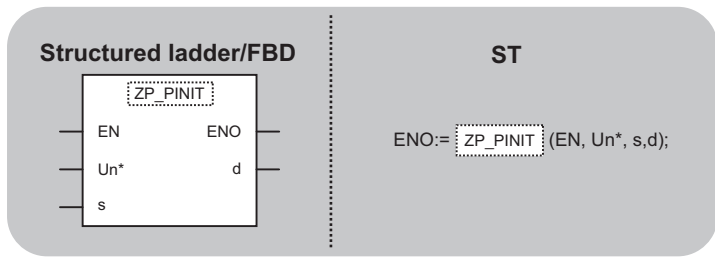 Structured ladder/FBD
ZP_PINIT
EN ENO
Un* d
s
ST
ENO:= ZP_PINIT (EN, Un*, s,d);